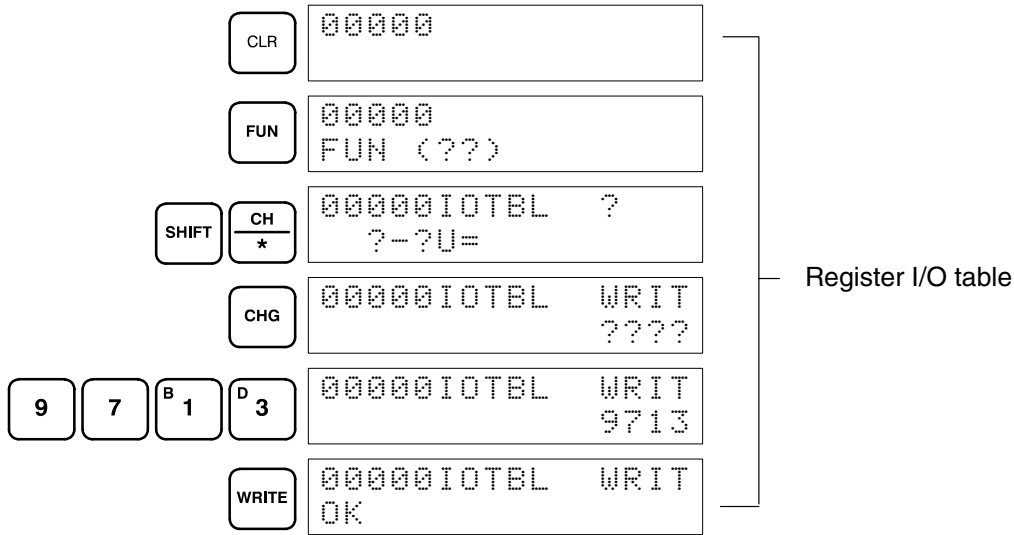 CLR
00000
FUN
00000
FUN (??)
SHIFT
CH
*
00000IOTBL ?
?-?U=
Register I/O table
CHG
00000IOTBL WRIT
????
9 7 B 1 D 3
00000IOTBL WRIT
9713
WRITE
00000IOTBL WRIT
OK